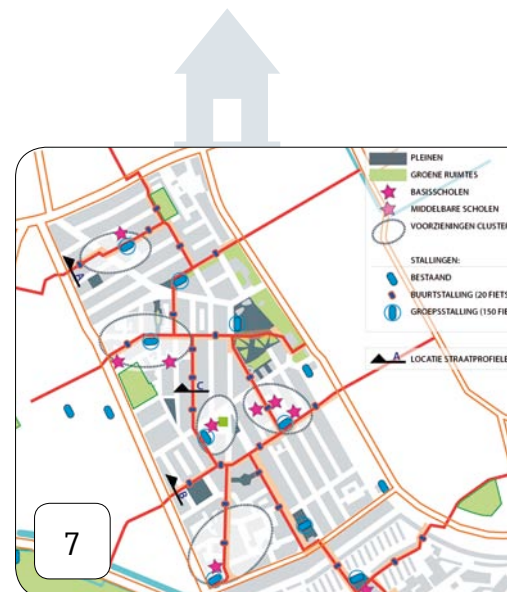 PLEINEN
GROENE RUIMTES
BASISSCHOLEN
MIDDELBARE SCHOLEN
VOORZIENINGEN CLUSTER
STALLINGEN:
BESTAAND
BUURTSTALLING (20 FIETS
GROEPSSTALLING (150 FIE
A LOCATIE STRAATPROFIELE
A
C
B
7